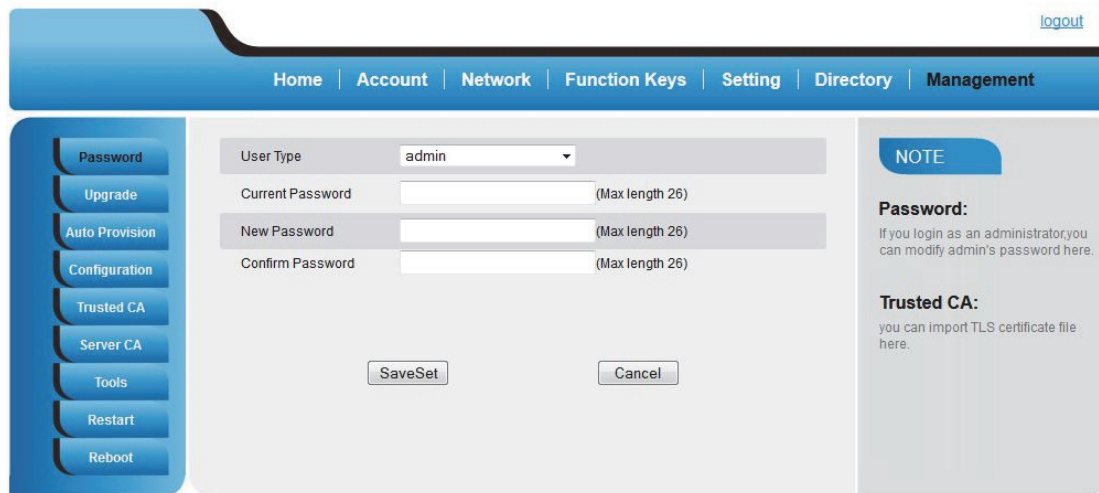 logout
Home | Account | Network | Function Keys | Setting | Directory | Management
Password
Upgrade
Auto Provision
Configuration
Trusted CA
Server CA
Tools
Restart
Reboot
User Type admin
Current Password (Max length 26)
New Password (Max length 26)
Confirm Password (Max length 26)
SaveSet Cancel
NOTE
Password:
If you login as an administrator,you
can modify admin's password here.
Trusted CA:
you can import TLS certificate file
here.